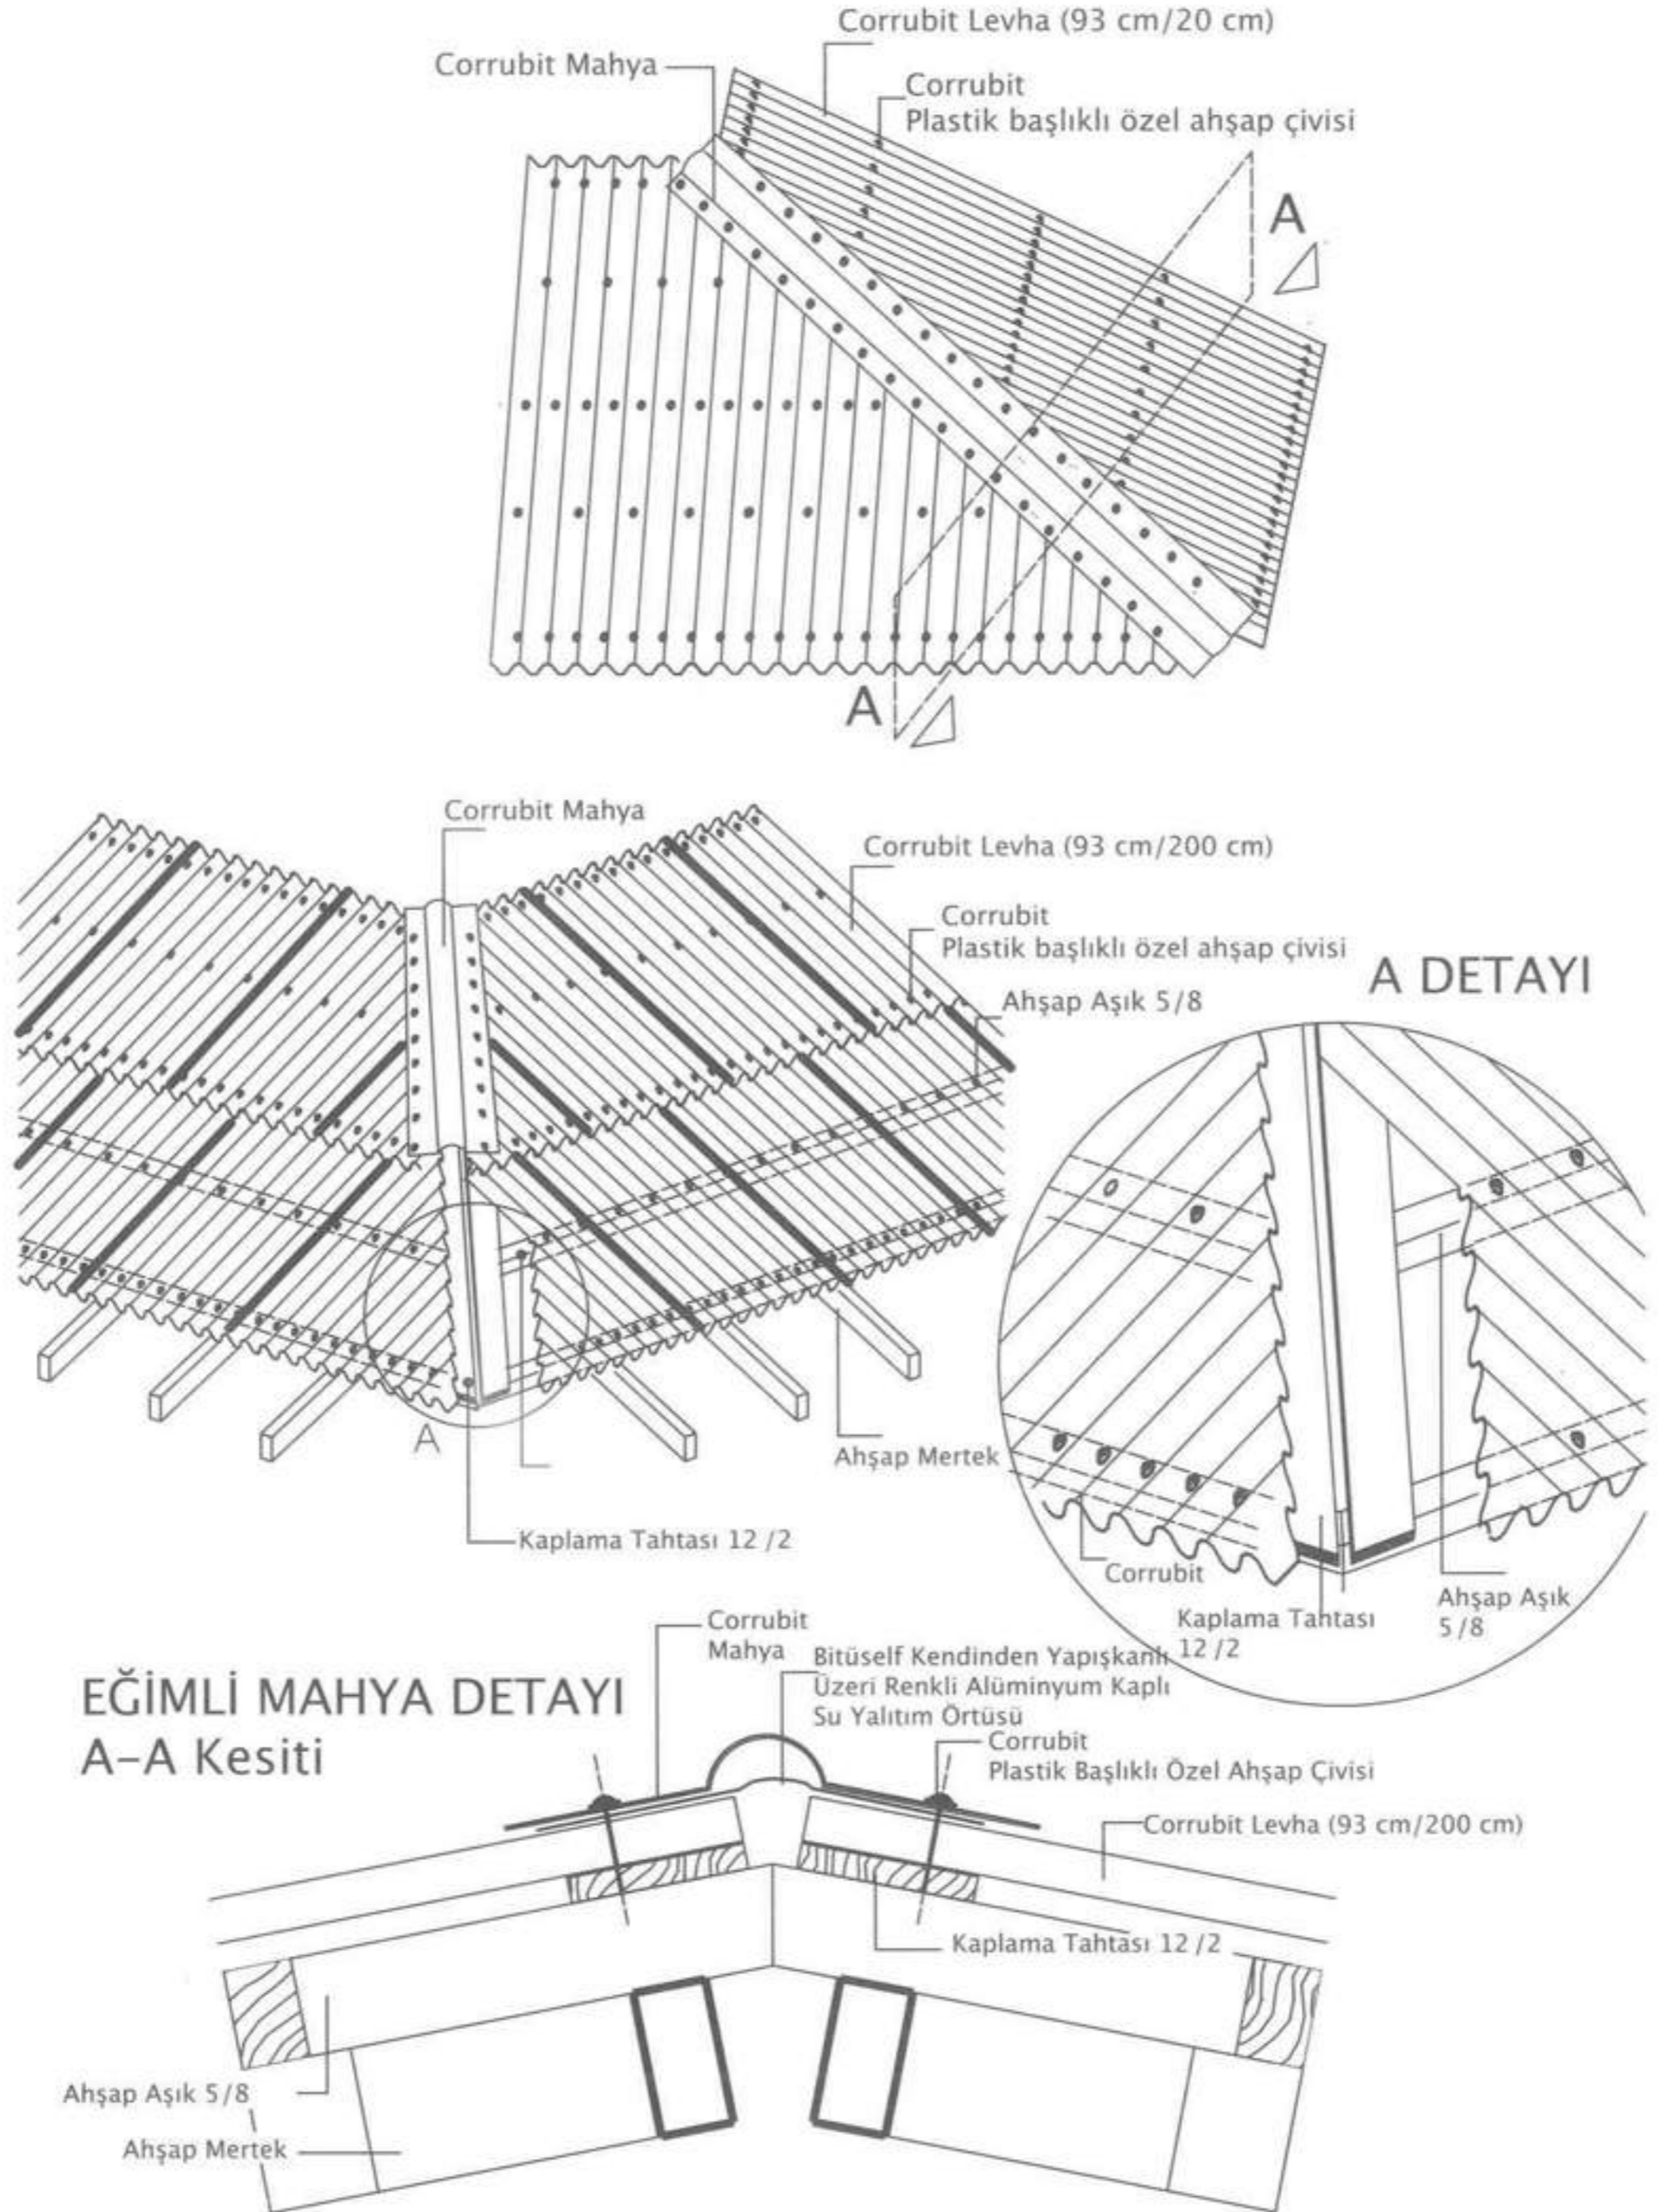 Corrubit Levha (93 cm/20 cm)
Corrubit Mahya
Corrubit
Plastik başlıklı özel ahşap çivisi
A
A
Corrubit Mahya
Corrubit Levha (93 cm/200 cm)
Corrubit
Plastik başlıklı özel ahşap çivisi
A DETAYI
Ahşap Aşık 5/8
A
Ahşap Mertek
Kaplama Tahtası 12 /2
Corrubit
Kaplama Tahtası
12 /2
Ahşap Aşık
5/8
EĞİMLİ MAHYA DETAYI
A-A Kesiti
Corrubit
Mahya
Bitüself Kendinden Yapışkanlı
Üzeri Renkli Alüminyum Kaplı
Su Yalıtım Örtüsü
Corrubit
Plastik Başlıklı Özel Ahşap Çivisi
Corrubit Levha (93 cm/200 cm)
Kaplama Tahtası 12 /2
Ahşap Aşık 5/8
Ahşap Mertek